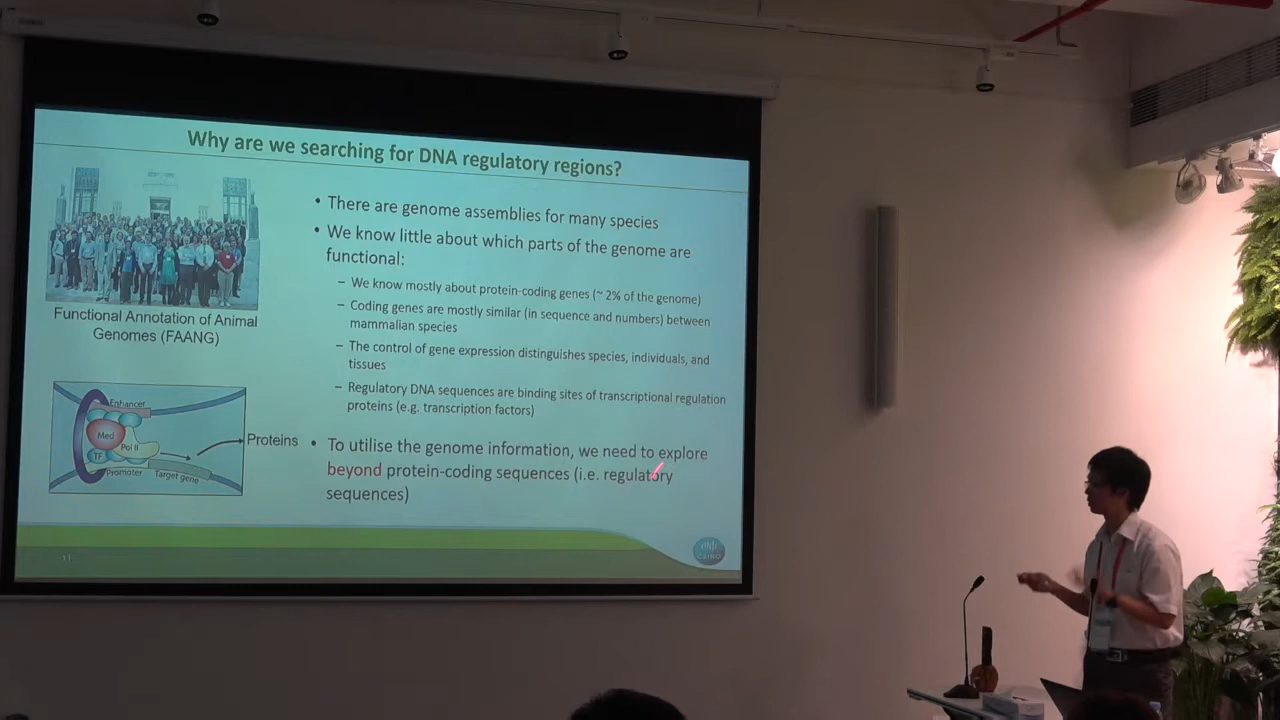 Why are we searching for DNA regulatory regions?
• There are genome assemblies for many species
• We know little about which parts of the genome are
functional:
– We know mostly about protein-coding genes (~ 2% of the genome)
– Coding genes are mostly similar (in sequence and numbers) between
mammalian species
– The control of gene expression distinguishes species, individuals, and
tissues
– Regulatory DNA sequences are binding sites of transcriptional regulation
proteins (e.g. transcription factors)
• To utilise the genome information, we need to explore
beyond protein-coding sequences (i.e. regulatory
sequences)
Functional Annotation of Animal
Genomes (FAANG)
Enhancer
Med
Pol II
TF
Promoter
Target gene
Proteins
11
CSIRO